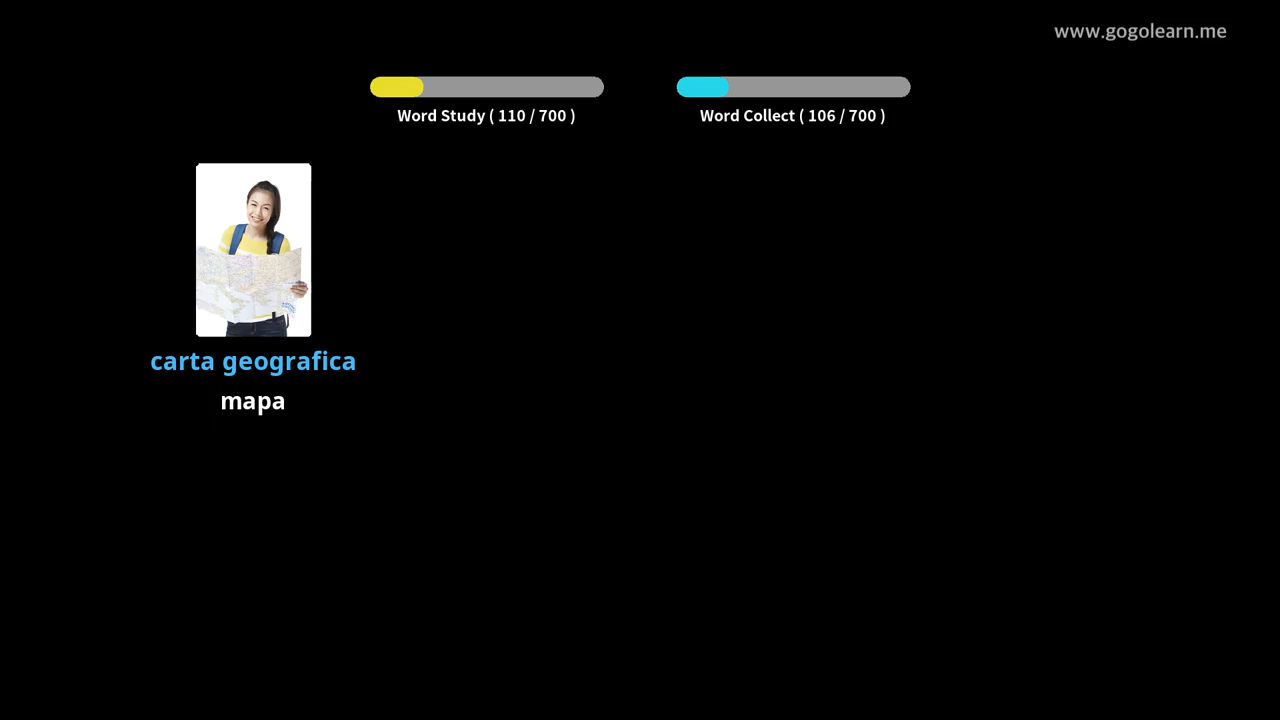 www.gogolearn.me
Word Study ( 110 / 700 )
Word Collect ( 106 / 700 )
carta geografica
mapa